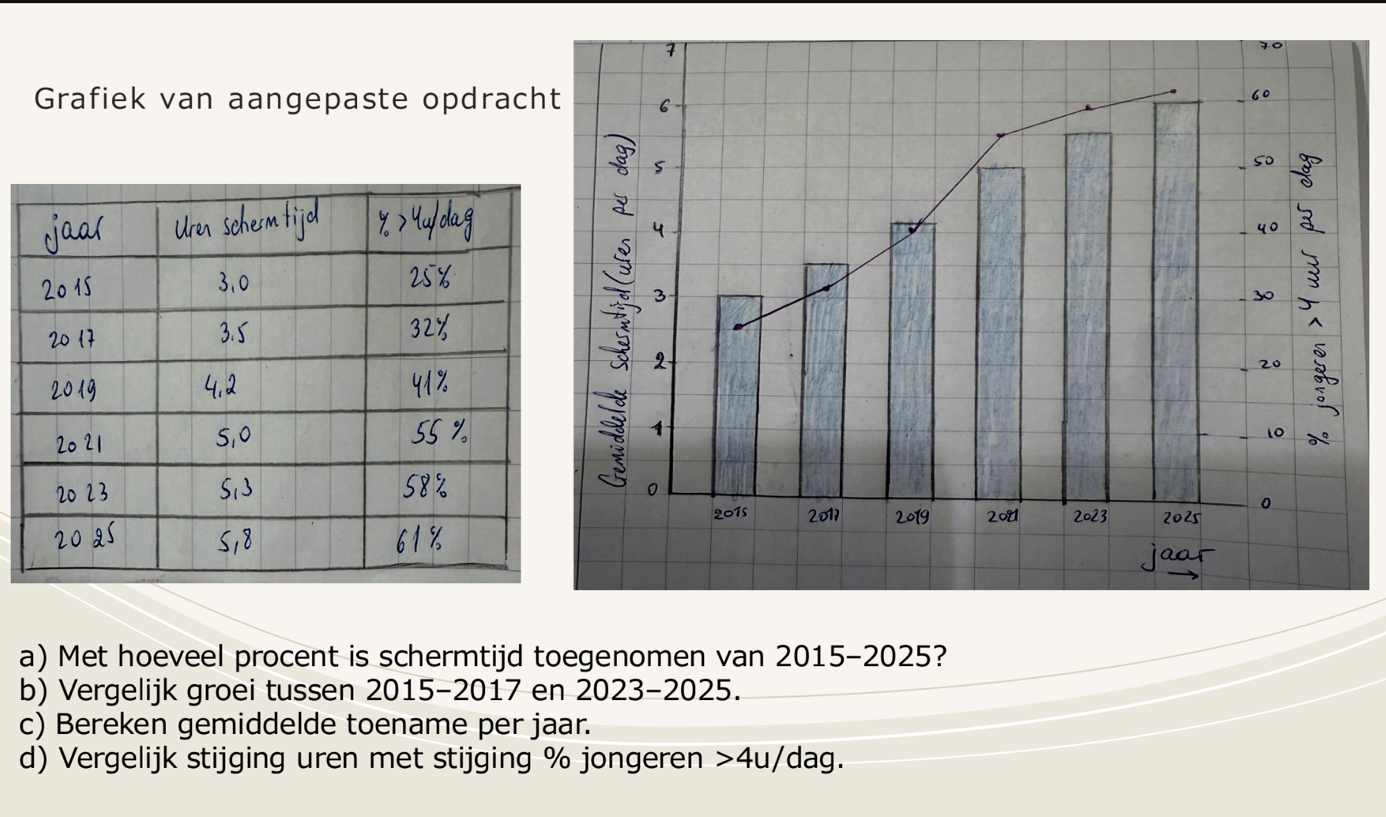 Grafiek van aangepaste opdracht
jaar Uren schermtijd % >4u/dag
2015 3,0 25%
2017 3.5 32%
2019 4,2 41%
2021 5,0 55 %
2023 5,3 58%
2025 5,8 61%
Gemiddelde schermtijd (uren per dag)
7
6
5
4
3
2
1
0
2015 2017 2019 2021 2023 2025
jaar
→
70
60
50
40
30
20
10
0
% jongeren > 4 uur per dag
a) Met hoeveel procent is schermtijd toegenomen van 2015–2025?
b) Vergelijk groei tussen 2015–2017 en 2023–2025.
c) Bereken gemiddelde toename per jaar.
d) Vergelijk stijging uren met stijging % jongeren >4u/dag.